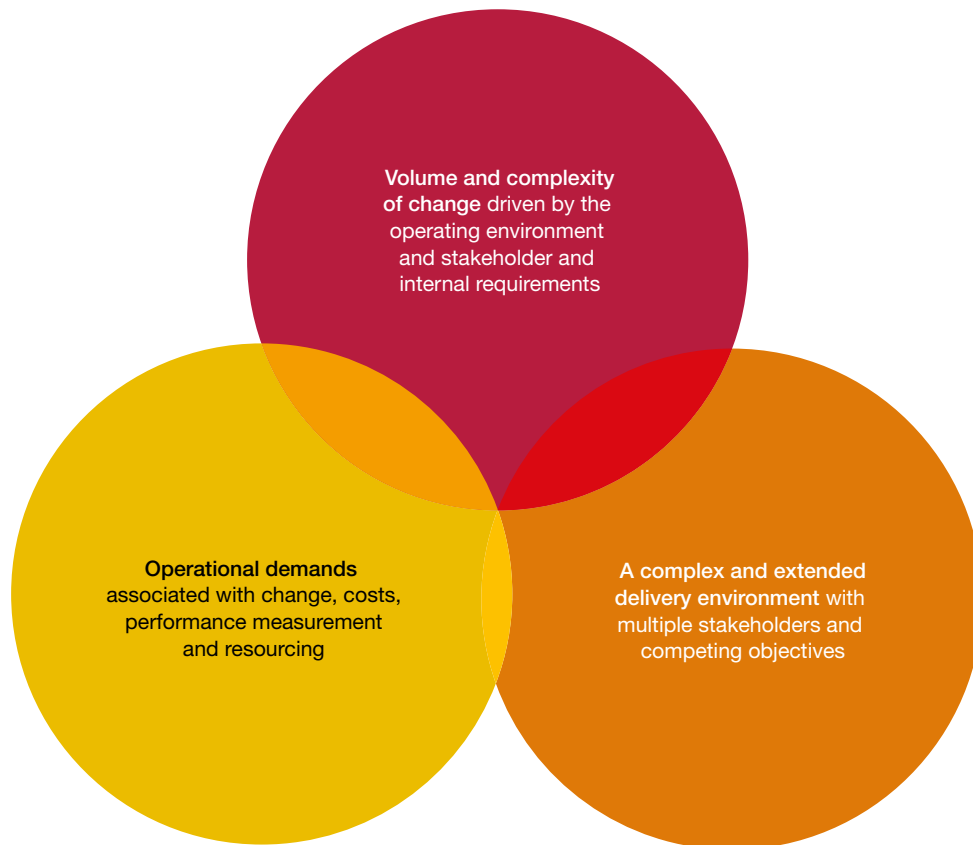 Volume and complexity
of change driven by the
operating environment
and stakeholder and
internal requirements
Operational demands
associated with change, costs,
performance measurement
and resourcing
A complex and extended
delivery environment with
multiple stakeholders and
competing objectives